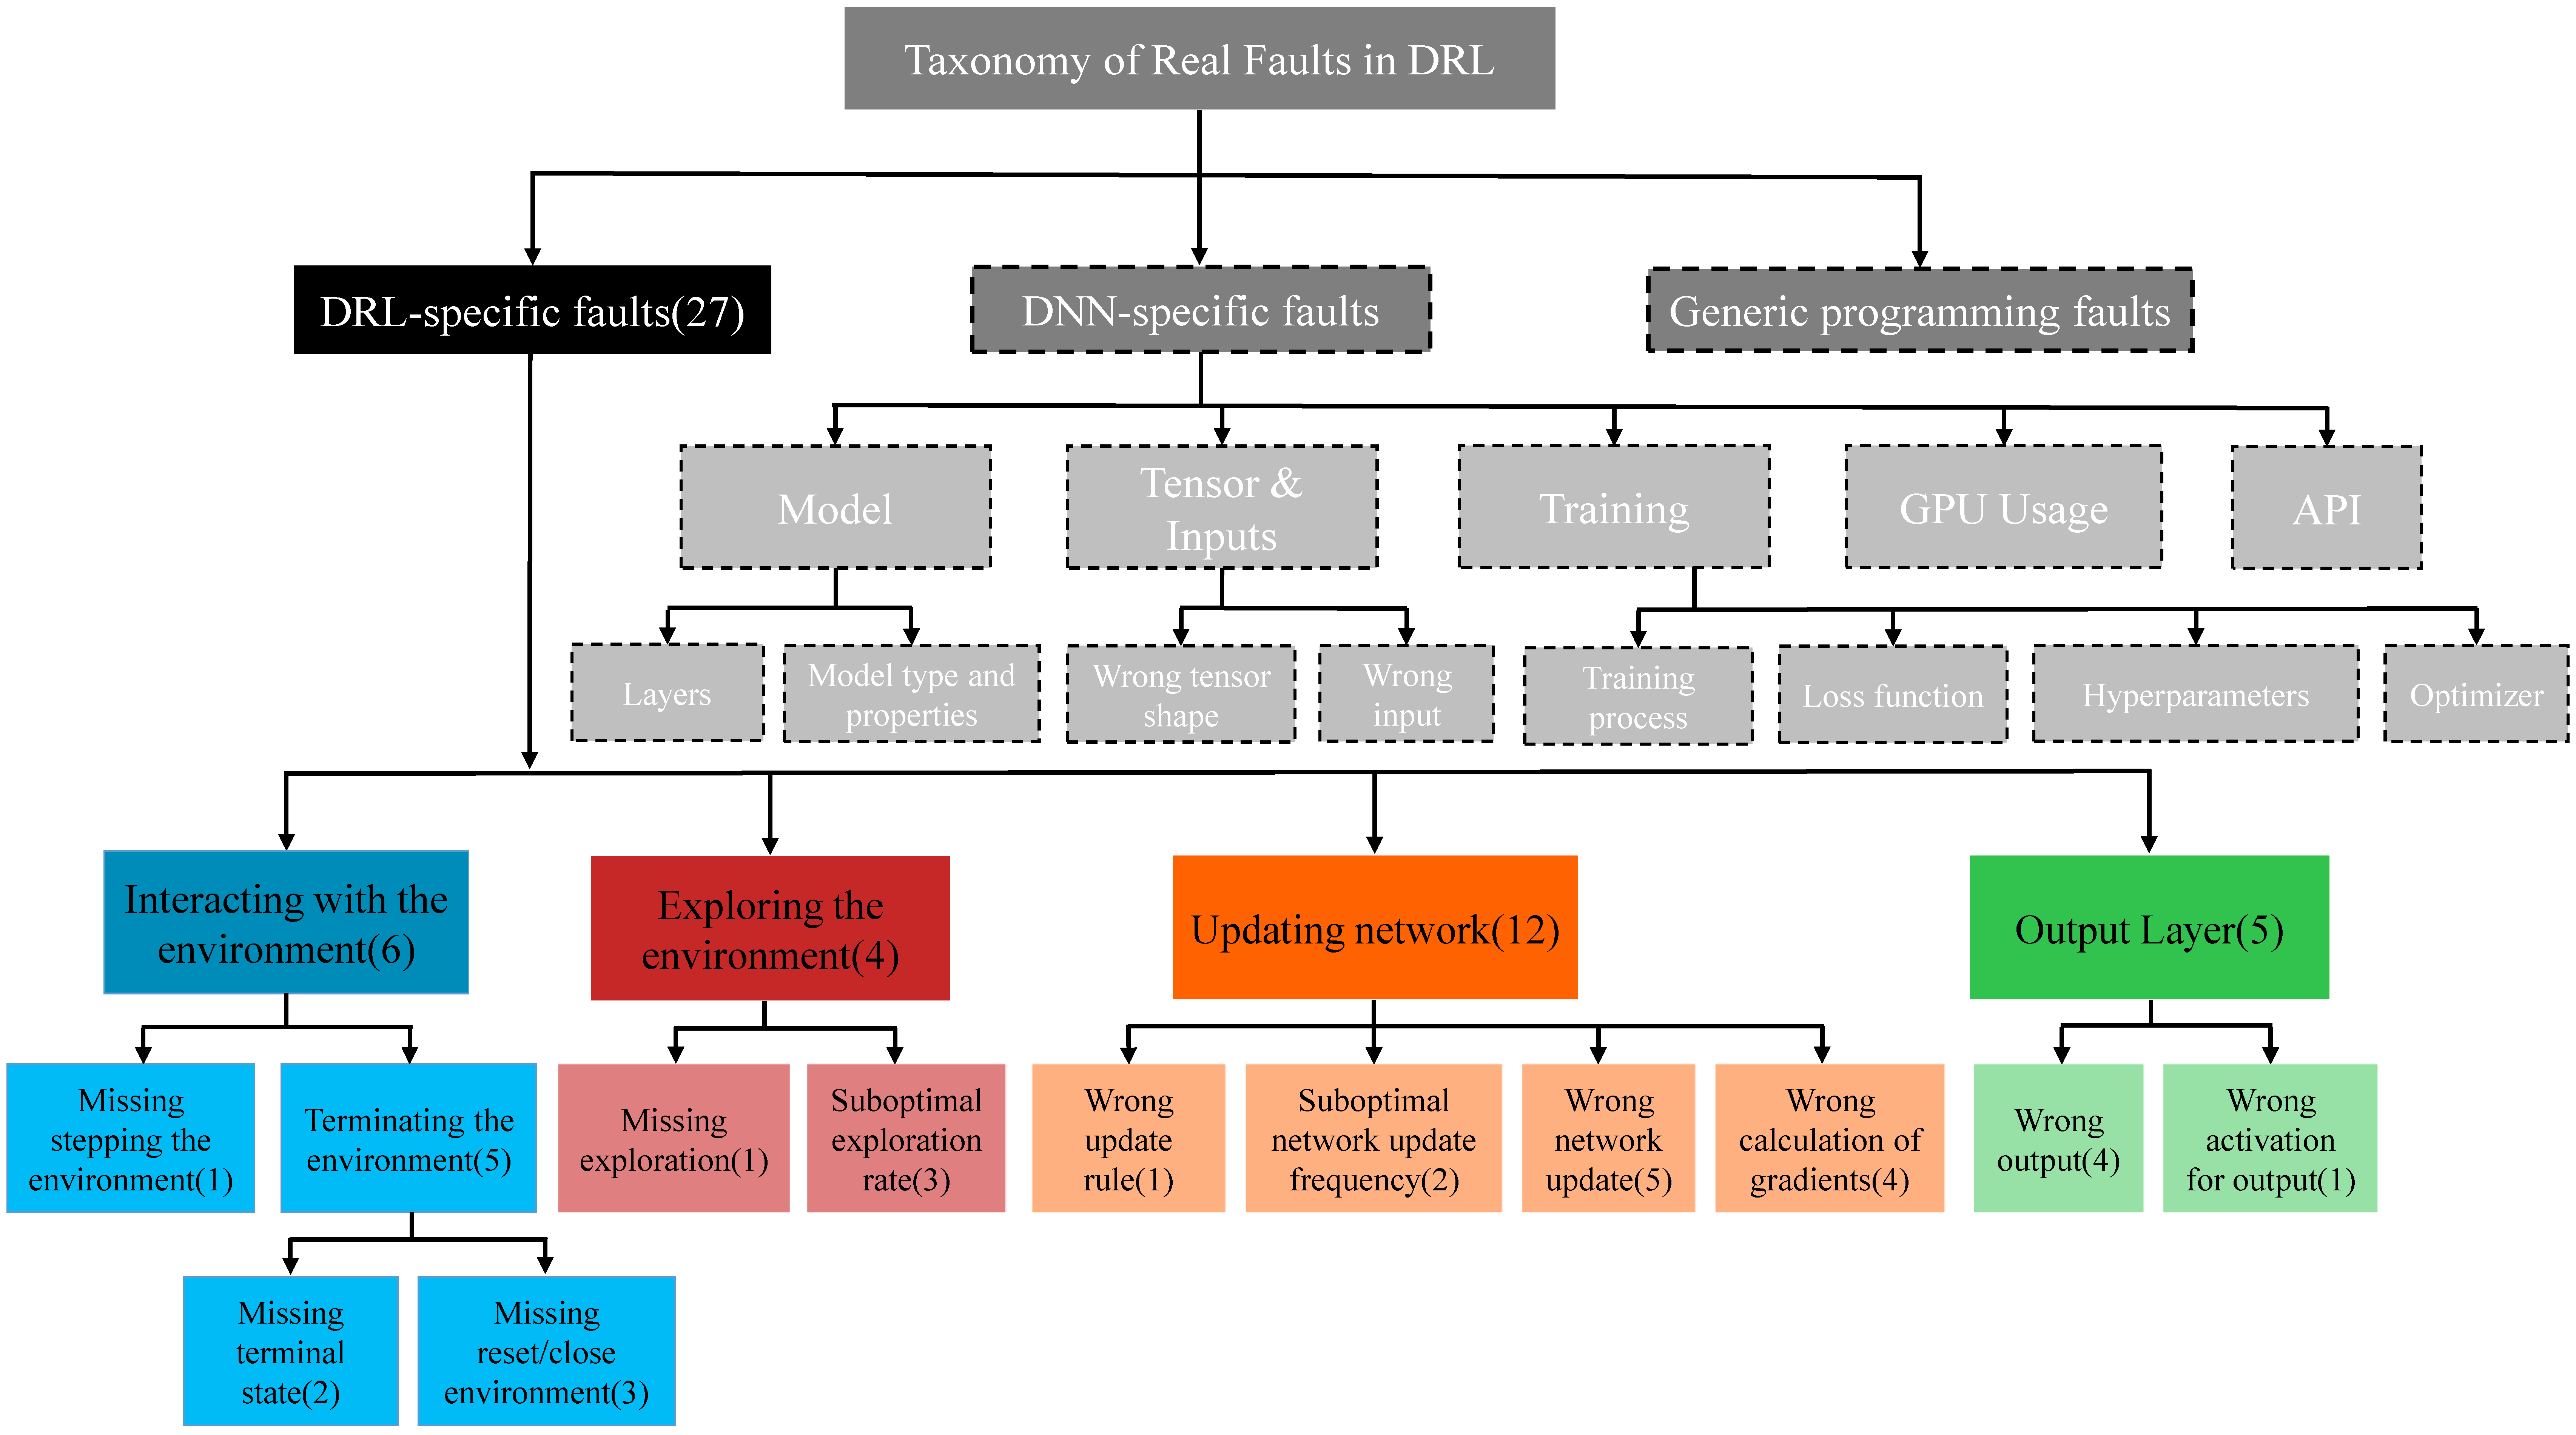 Taxonomy of Real Faults in DRL
DRL-specific faults(27)
DNN-specific faults
Generic programming faults
Model
Tensor &
Inputs
Training
GPU Usage
API
Layers
Model type and
properties
Wrong tensor
shape
Wrong
input
Training
process
Loss function
Hyperparameters
Optimizer
Interacting with the
environment(6)
Exploring the
environment(4)
Updating network(12)
Output Layer(5)
Missing
stepping the
environment(1)
Terminating the
environment(5)
Missing
exploration(1)
Suboptimal
exploration
rate(3)
Wrong
update
rule(1)
Suboptimal
network update
frequency(2)
Wrong
network
update(5)
Wrong
calculation of
gradients(4)
Wrong
output(4)
Wrong
activation
for output(1)
Missing
terminal
state(2)
Missing
reset/close
environment(3)